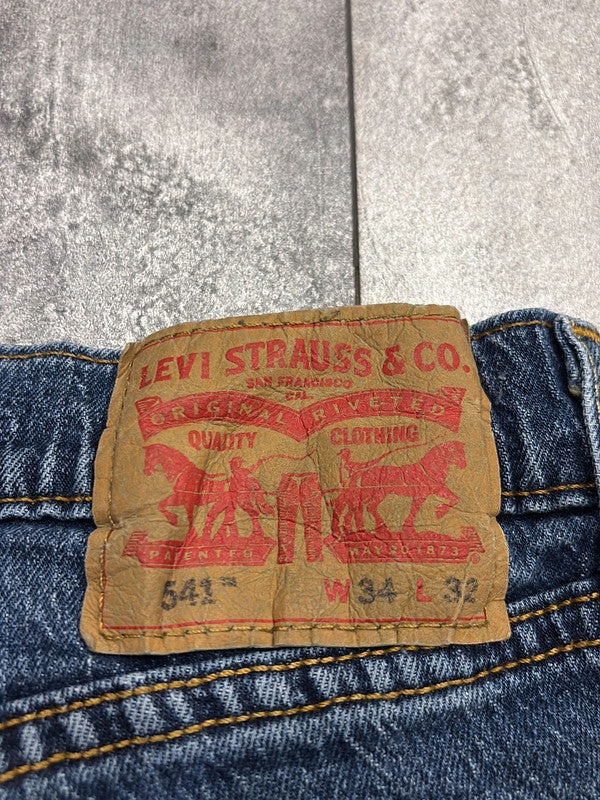 LEVI STRAUSS & CO.
SAN FRANCISCO
CAL.
ORIGINAL RIVETED
QUALITY CLOTHING
PATENTED MAY 20 1873
541™ W 34 L 32